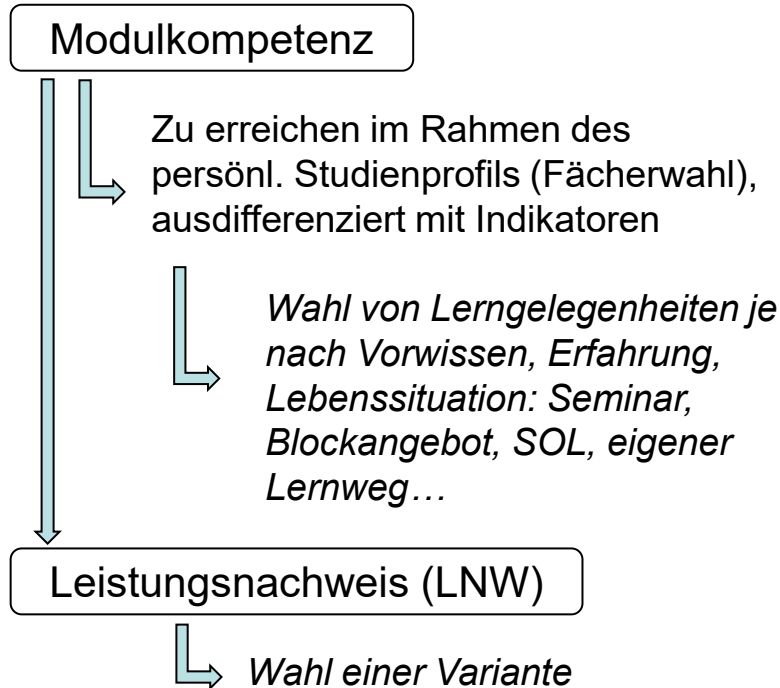 Modulkompetenz
Zu erreichen im Rahmen des
persönl. Studienprofils (Fächerwahl),
ausdifferenziert mit Indikatoren
Wahl von Lerngelegenheiten je
nach Vorwissen, Erfahrung,
Lebenssituation: Seminar,
Blockangebot, SOL, eigener
Lernweg…
Leistungsnachweis (LNW)
Wahl einer Variante